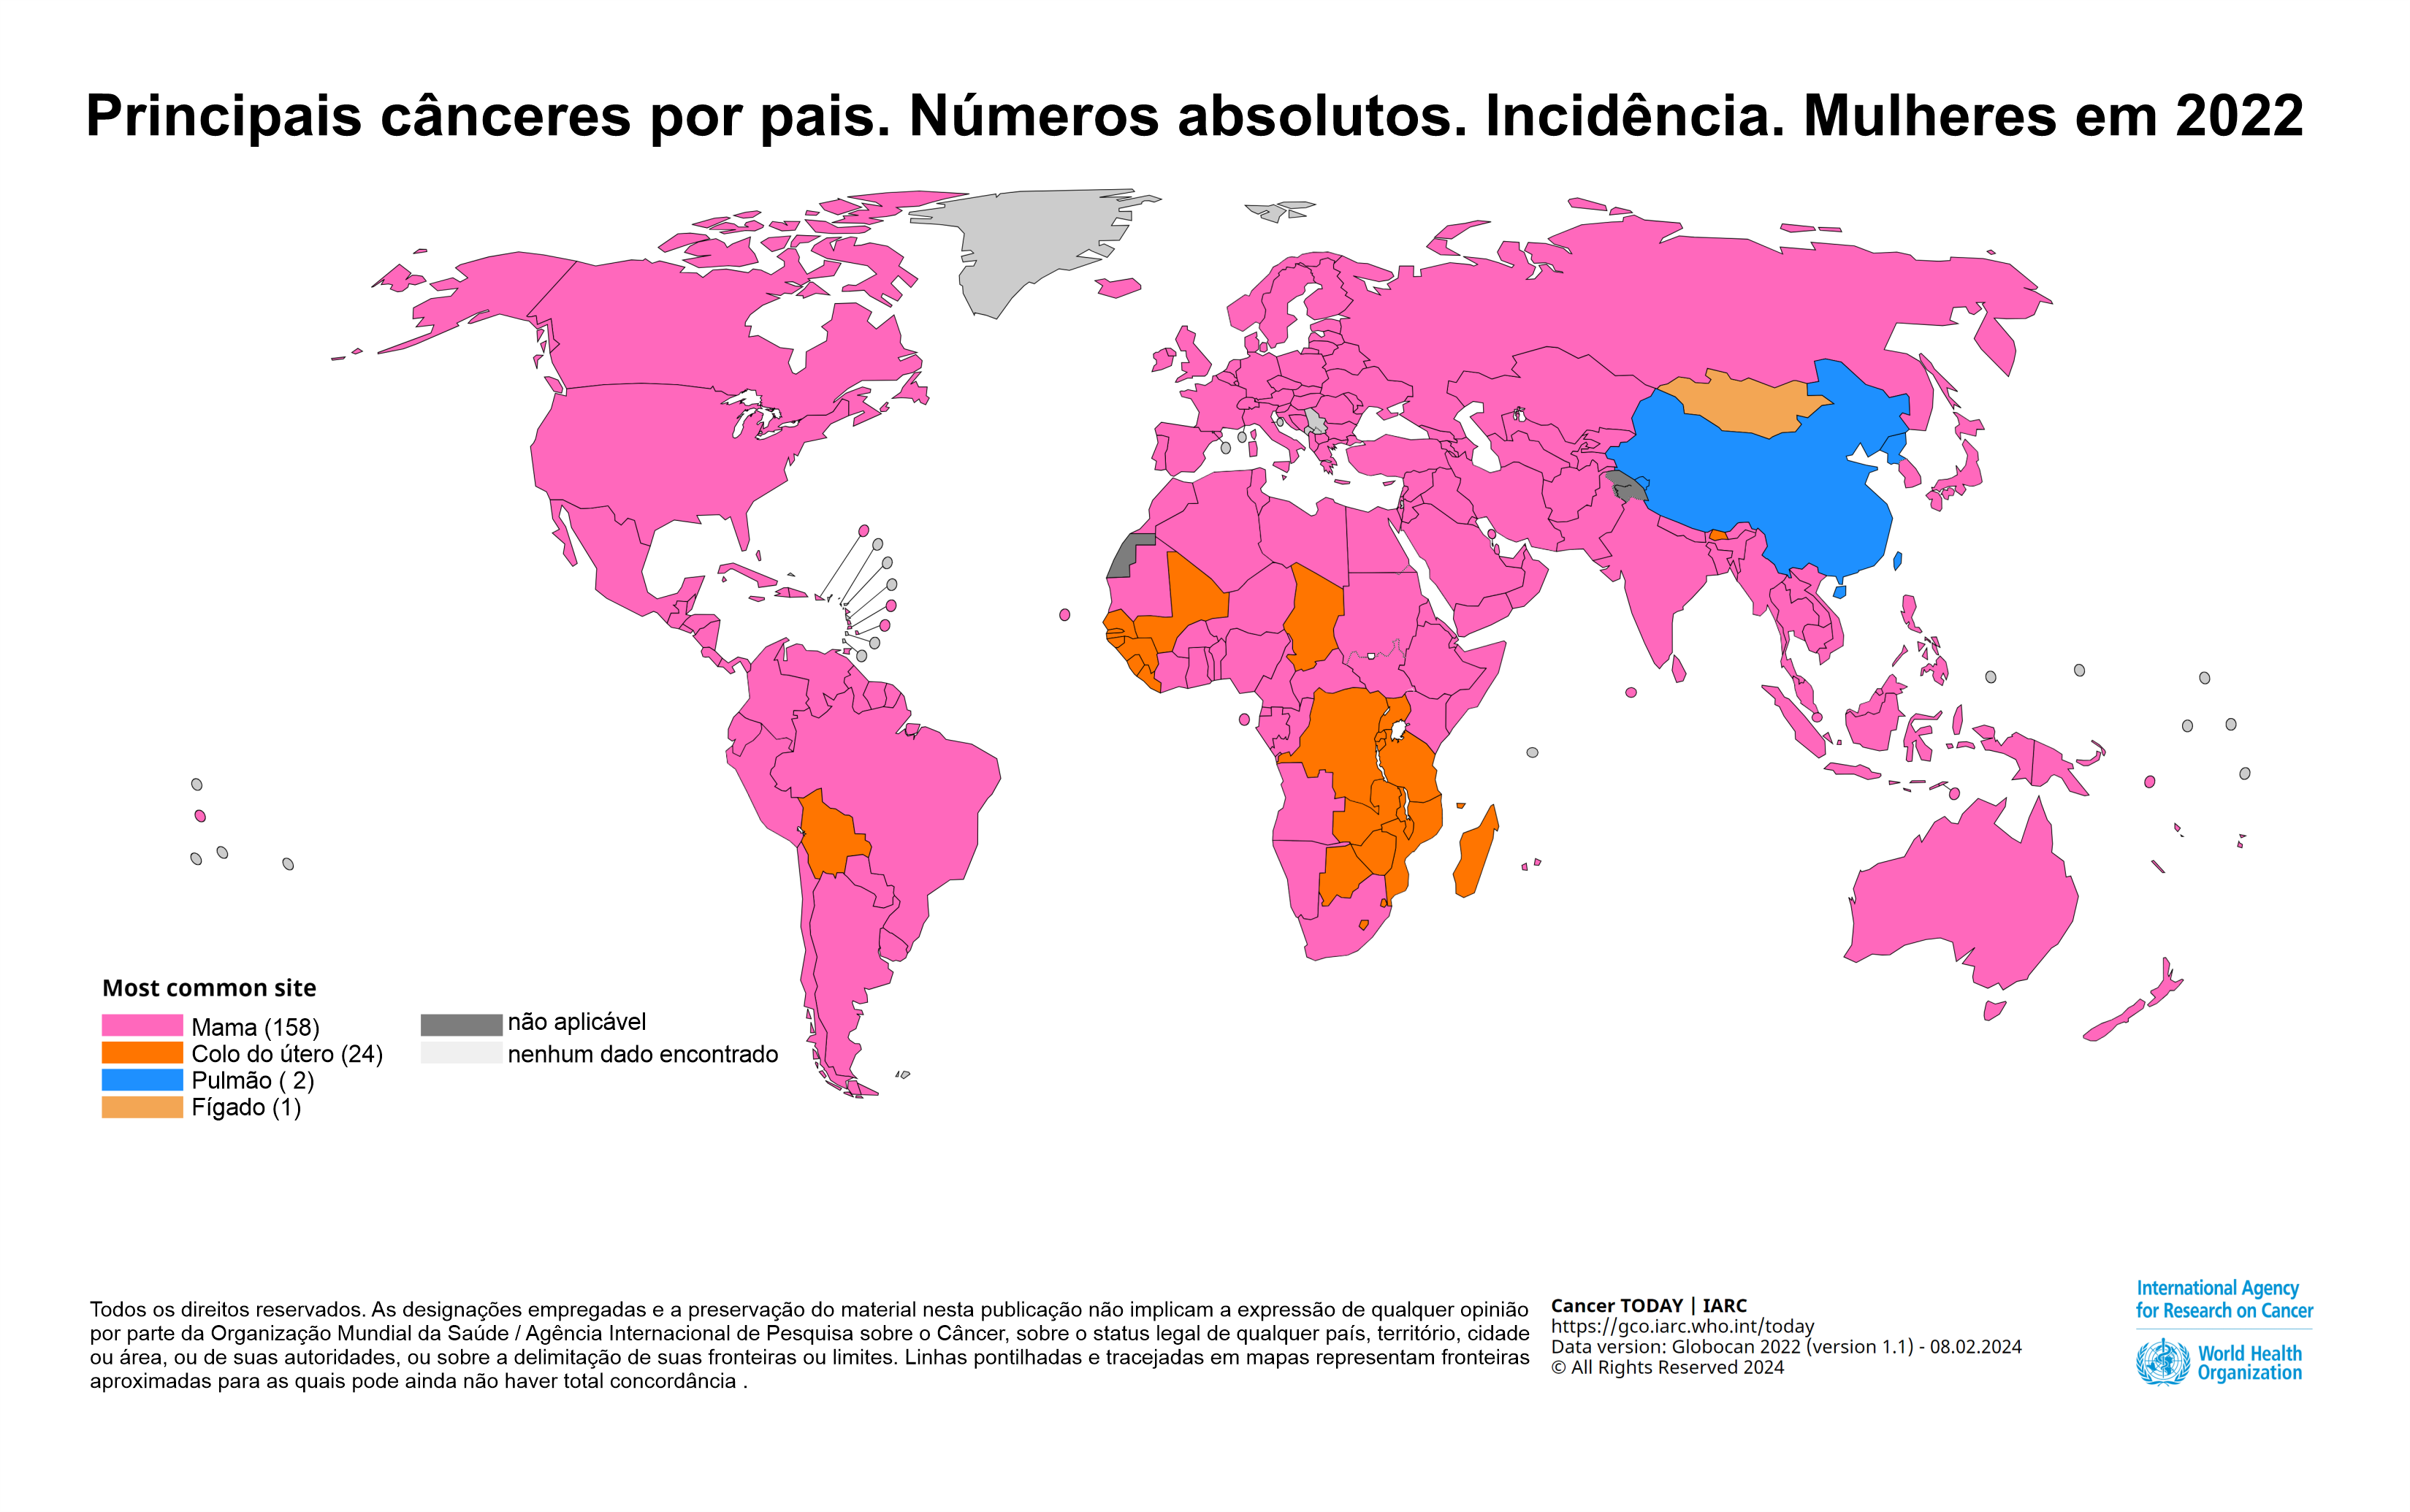 Principais cânceres por pais. Números absolutos. Incidência. Mulheres em 2022
Most common site
Mama (158)
Colo do útero (24)
Pulmão ( 2)
Fígado (1)
não aplicável
nenhum dado encontrado
Todos os direitos reservados. As designações empregadas e a preservação do material nesta publicação não implicam a expressão de qualquer opinião
por parte da Organização Mundial da Saúde / Agência Internacional de Pesquisa sobre o Câncer, sobre o status legal de qualquer país, território, cidade
ou área, ou de suas autoridades, ou sobre a delimitação de suas fronteiras ou limites. Linhas pontilhadas e tracejadas em mapas representam fronteiras
aproximadas para as quais pode ainda não haver total concordância .
Cancer TODAY | IARC
https://gco.iarc.who.int/today
Data version: Globocan 2022 (version 1.1) - 08.02.2024
© All Rights Reserved 2024
International Agency
for Research on Cancer
World Health
Organization